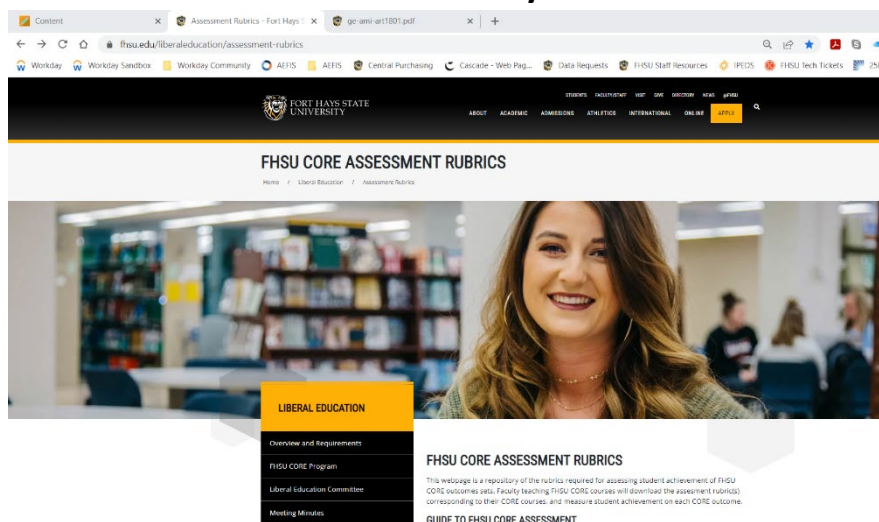 Content
Assessment Rubrics - Fort Hays S
ge-ami-art1801.pdf
fhsu.edu/liberaleducation/assessment-rubrics
Workday
Workday Sandbox
Workday Community
AEFIS
AEFIS
Central Purchasing
Cascade - Web Pag...
Data Requests
FHSU Staff Resources
IPEDS
FHSU Tech Tickets
STUDENTS FACULTY/STAFF VISIT GIVE DIRECTORY NEWS @FHSU
FORT HAYS STATE
UNIVERSITY
ABOUT ACADEMIC ADMISSIONS ATHLETICS INTERNATIONAL ONLINE APPLY
FHSU CORE ASSESSMENT RUBRICS
Home / Liberal Education / Assessment Rubrics
LIBERAL EDUCATION
Overview and Requirements
FHSU CORE Program
Liberal Education Committee
Meeting Minutes
FHSU CORE ASSESSMENT RUBRICS
This webpage is a repository of the rubrics required for assessing student achievement of FHSU
CORE outcomes sets. Faculty teaching FHSU CORE courses will download the assesment rubric(s)
corresponding to their CORE courses, and measure student achievement on each CORE outcome.
GUIDE TO FHSU CORE ASSESSMENT